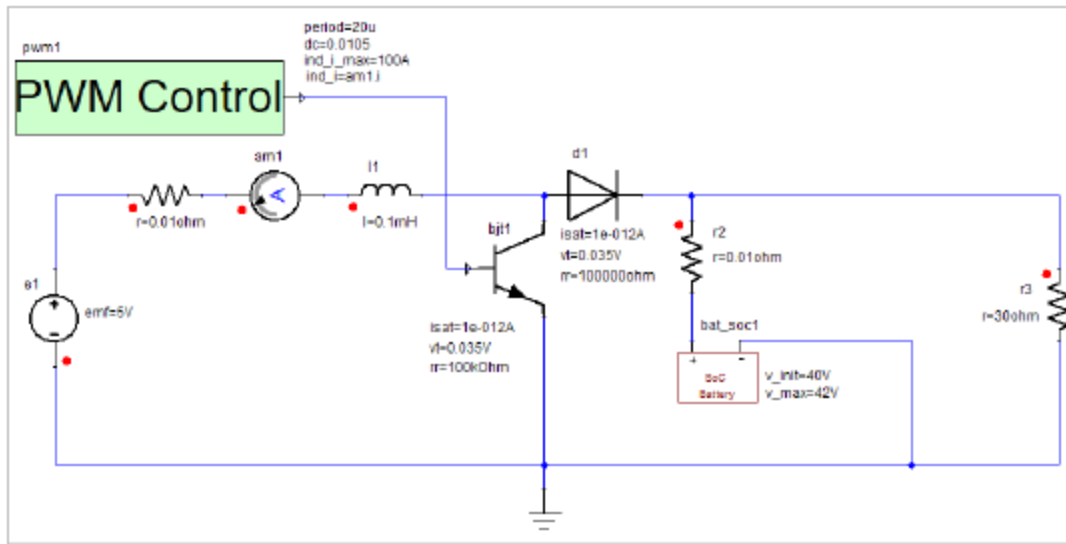 pwm1
PWM Control
period=20u
dc=0.0105
ind_i_max=100A
ind_i=am1.i
am1
A
r=0.01ohm
l1
l=0.1mH
d1
isat=1e-012A
vt=0.035V
rr=100000ohm
bjt1
isat=1e-012A
vt=0.035V
rr=100kOhm
r2
r=0.01ohm
r3
r=30ohm
e1
+
-
emf=6V
bat_soc1
+ -
SoC
Battery
v_init=40V
v_max=42V